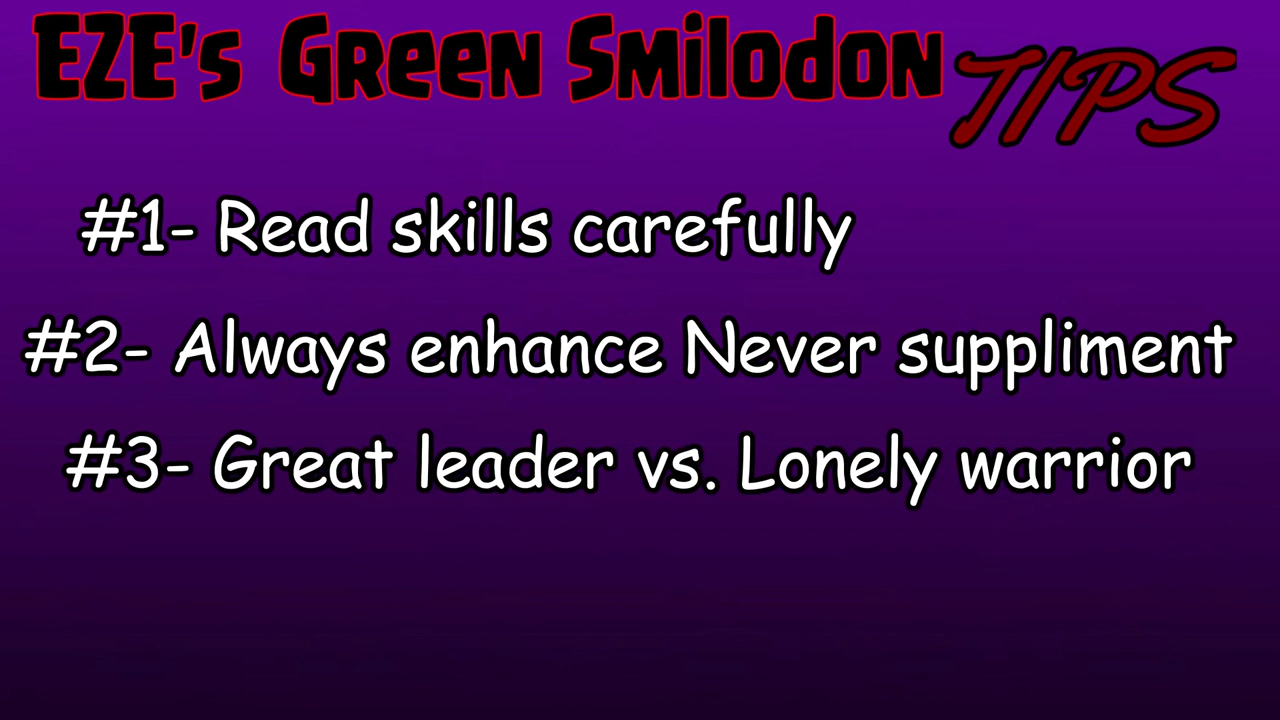 EZE's Green Smilodon TIPS
#1- Read skills carefully
#2- Always enhance Never suppliment
#3- Great leader vs. Lonely warrior